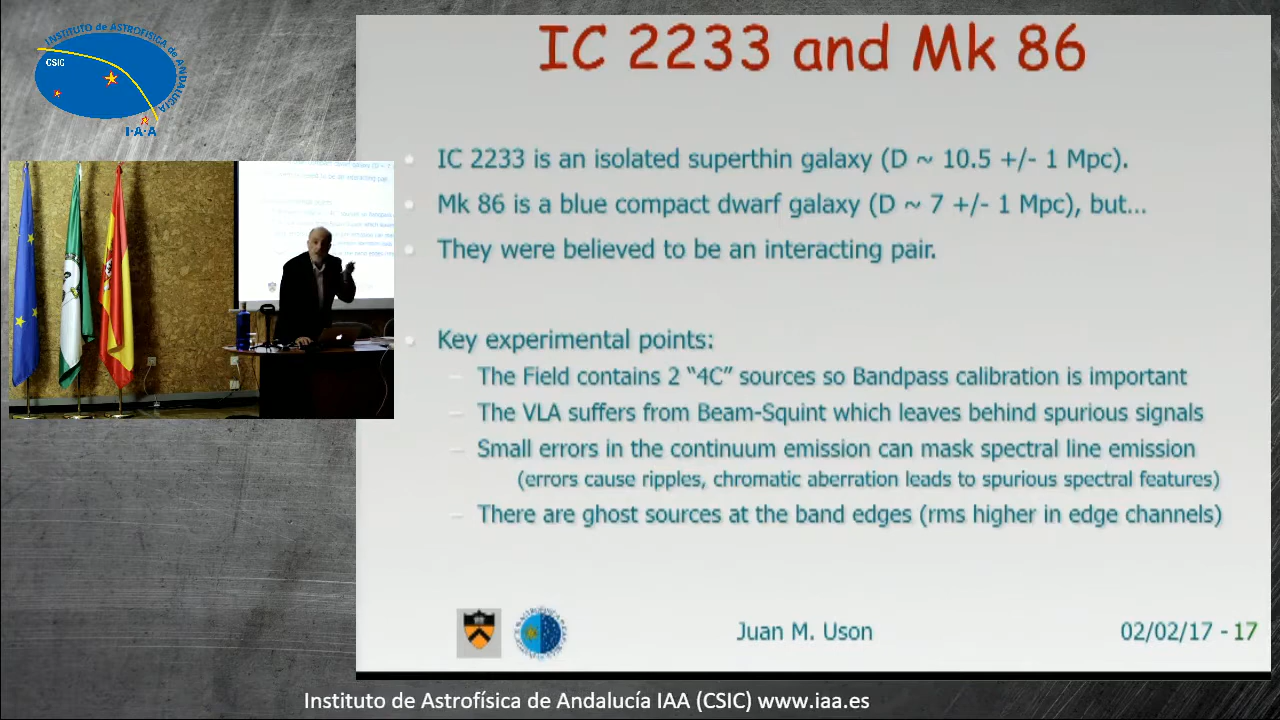 INSTITUTO de ASTROFÍSICA de ANDALUCÍA
CSIC
I·A·A
IC 2233 and Mk 86
IC 2233 is an isolated superthin galaxy (D ~ 10.5 +/- 1 Mpc).
Mk 86 is a blue compact dwarf galaxy (D ~ 7 +/- 1 Mpc), but...
They were believed to be an interacting pair.
Key experimental points:
– The Field contains 2 “4C” sources so Bandpass calibration is important
– The VLA suffers from Beam-Squint which leaves behind spurious signals
– Small errors in the continuum emission can mask spectral line emission
(errors cause ripples, chromatic aberration leads to spurious spectral features)
– There are ghost sources at the band edges (rms higher in edge channels)
Juan M. Uson
02/02/17 - 17
Instituto de Astrofísica de Andalucía IAA (CSIC) www.iaa.es